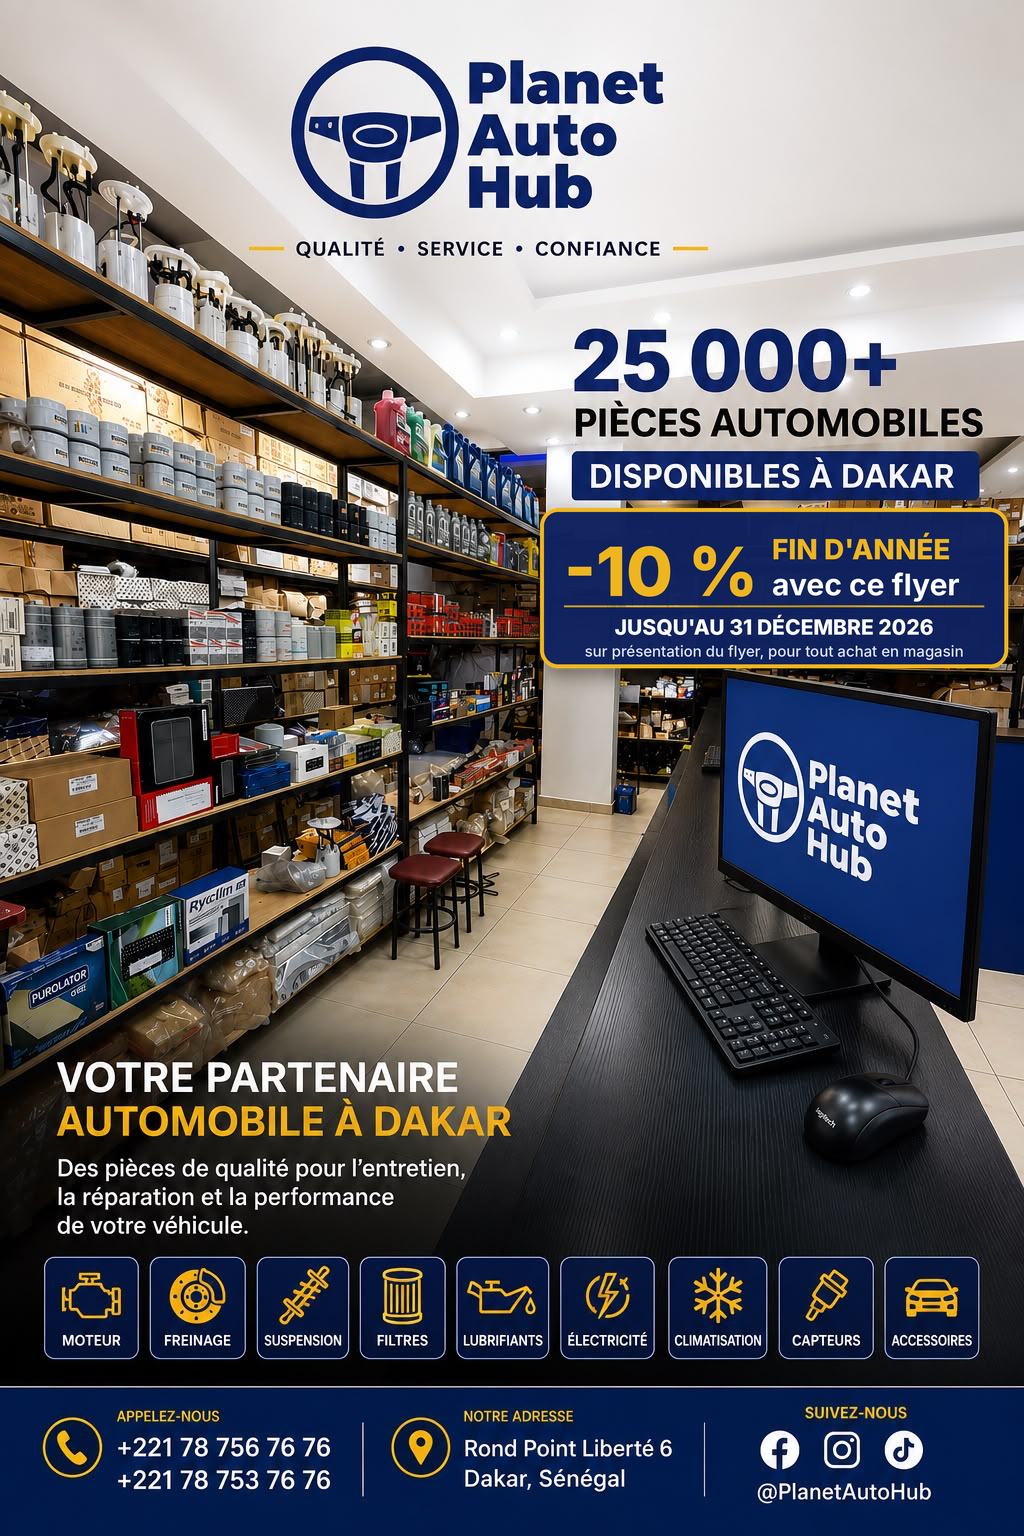 Planet
Auto
Hub
QUALITÉ • SERVICE • CONFIANCE
25 000+
PIÈCES AUTOMOBILES
DISPONIBLES À DAKAR
-10 %
FIN D'ANNÉE
avec ce flyer
JUSQU'AU 31 DÉCEMBRE 2026
sur présentation du flyer, pour tout achat en magasin
Planet
Auto
Hub
PUROLATOR
logitech
VOTRE PARTENAIRE
AUTOMOBILE À DAKAR
Des pièces de qualité pour l'entretien,
la réparation et la performance
de votre véhicule.
MOTEUR
FREINAGE
SUSPENSION
FILTRES
LUBRIFIANTS
ÉLECTRICITÉ
CLIMATISATION
CAPTEURS
ACCESSOIRES
APPELEZ-NOUS
+221 78 756 76 76
+221 78 753 76 76
NOTRE ADRESSE
Rond Point Liberté 6
Dakar, Sénégal
SUIVEZ-NOUS
@PlanetAutoHub